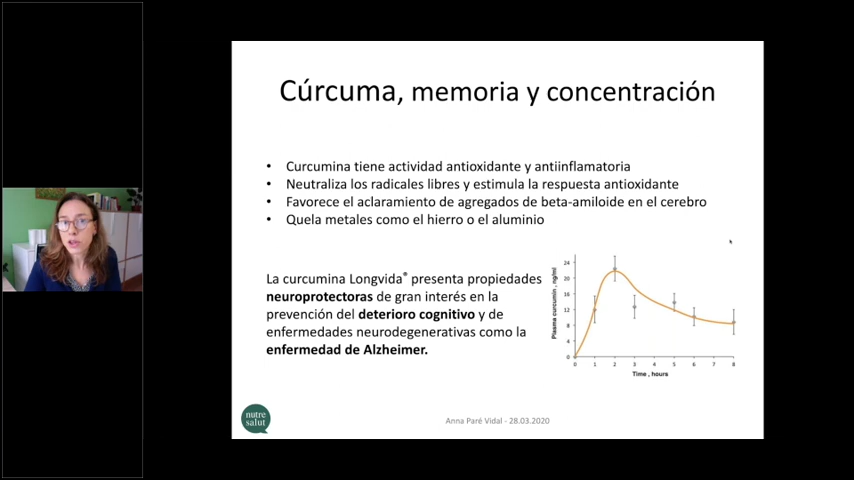 Cúrcuma, memoria y concentración
• Curcumina tiene actividad antioxidante y antiinflamatoria
• Neutraliza los radicales libres y estimula la respuesta antioxidante
• Favorece el aclaramiento de agregados de beta-amiloide en el cerebro
• Quela metales como el hierro o el aluminio
La curcumina Longvida® presenta propiedades
neuroprotectoras de gran interés en la
prevención del deterioro cognitivo y de
enfermedades neurodegenerativas como la
enfermedad de Alzheimer.
Plasma curcumin, ng/ml
24
20
16
12
8
4
0
0 1 2 3 4 5 6 7 8
Time, hours
nutre
salut
Anna Paré Vidal - 28.03.2020